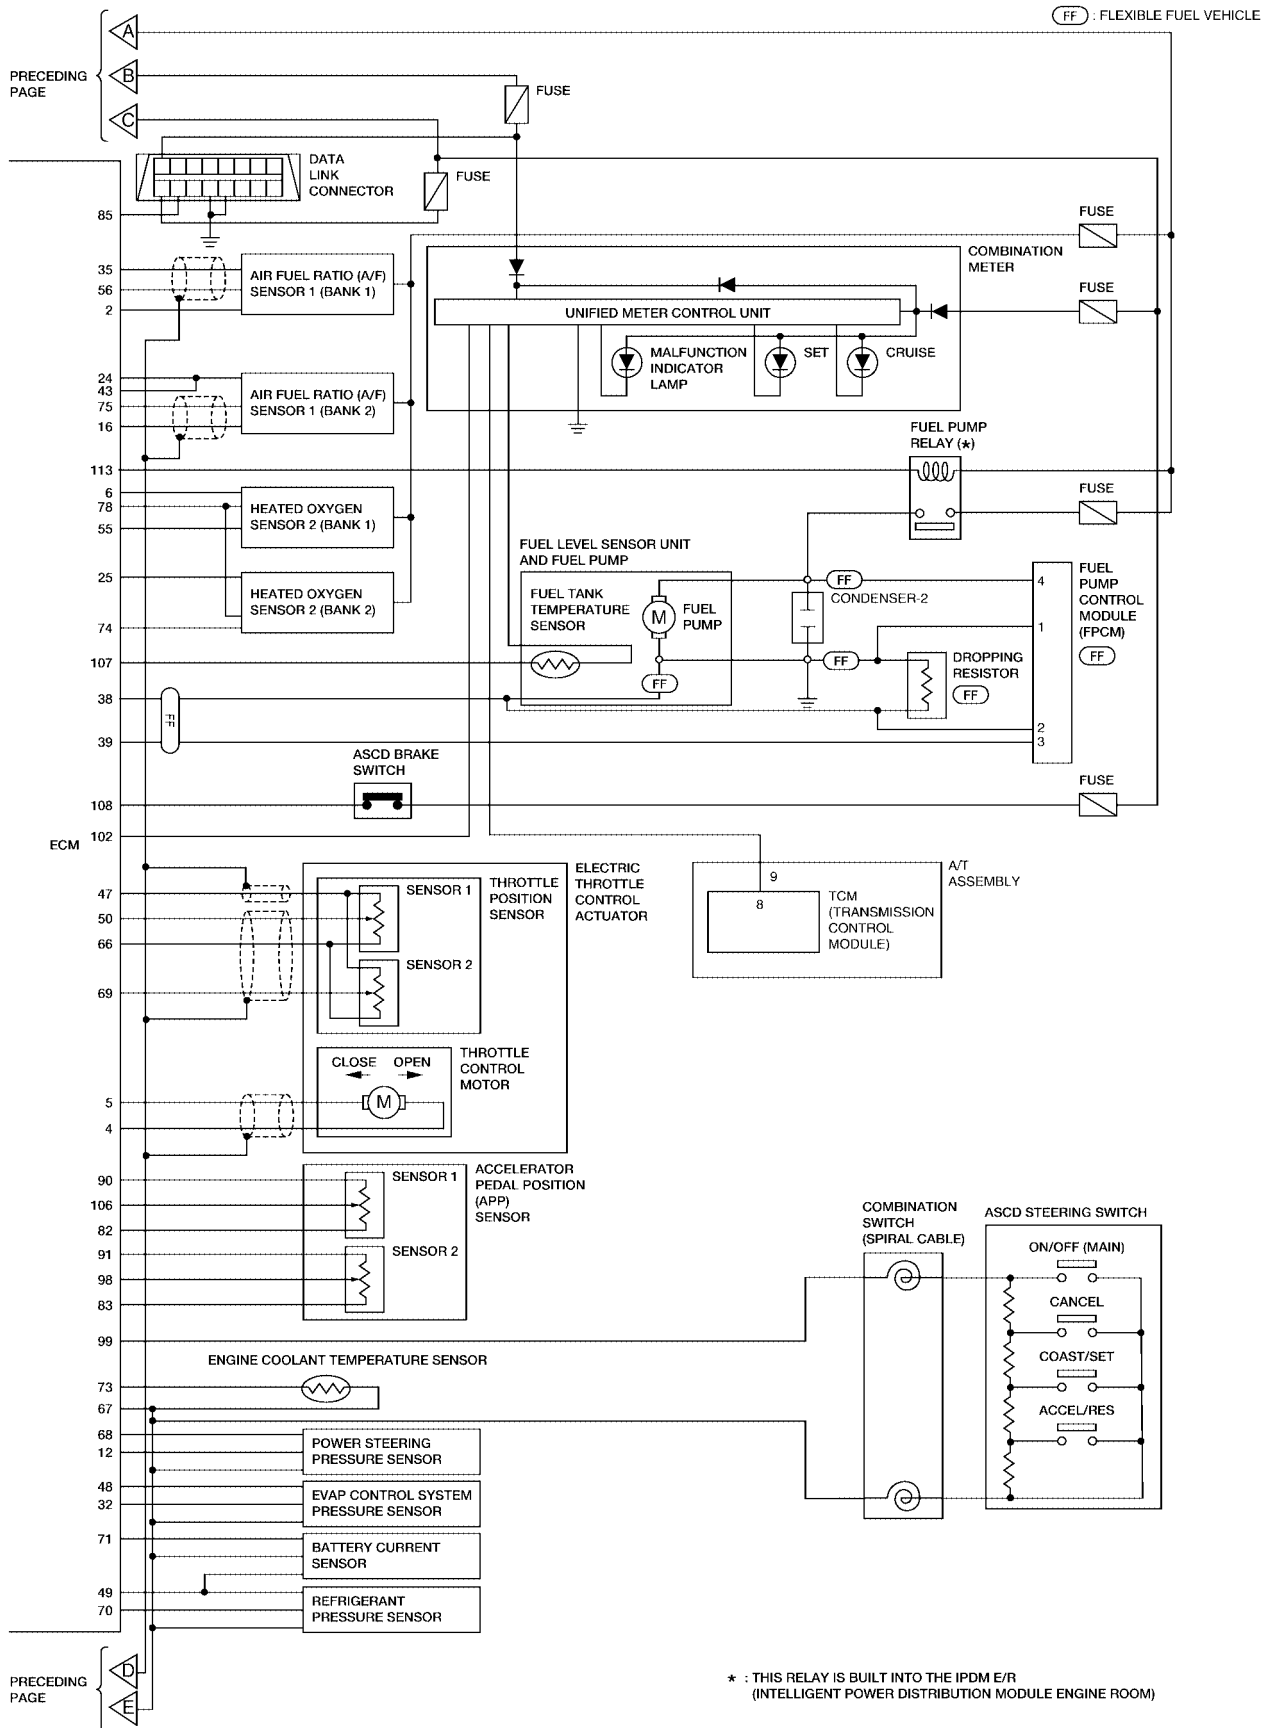 FF : FLEXIBLE FUEL VEHICLE
A
PRECEDING
PAGE
B
C
FUSE
DATA
LINK
CONNECTOR
FUSE
85
FUSE
35
56
2
AIR FUEL RATIO (A/F)
SENSOR 1 (BANK 1)
COMBINATION
METER
FUSE
UNIFIED METER CONTROL UNIT
MALFUNCTION
INDICATOR
LAMP
SET
CRUISE
24
43
75
16
AIR FUEL RATIO (A/F)
SENSOR 1 (BANK 2)
FUEL PUMP
RELAY (*)
113
6
78
55
HEATED OXYGEN
SENSOR 2 (BANK 1)
FUSE
FUEL LEVEL SENSOR UNIT
AND FUEL PUMP
25
74
HEATED OXYGEN
SENSOR 2 (BANK 2)
FUEL TANK
TEMPERATURE
SENSOR
M
FUEL
PUMP
FF
CONDENSER-2
4
1
FUEL
PUMP
CONTROL
MODULE
(FPCM)
FF
107
FF
FF
DROPPING
RESISTOR
FF
38
FF
39
2
3
ASCD BRAKE
SWITCH
FUSE
108
102
ECM
47
50
66
69
SENSOR 1
SENSOR 2
THROTTLE
POSITION
SENSOR
ELECTRIC
THROTTLE
CONTROL
ACTUATOR
9
8
TCM
(TRANSMISSION
CONTROL
MODULE)
A/T
ASSEMBLY
CLOSE OPEN
M
THROTTLE
CONTROL
MOTOR
5
4
90
106
82
91
98
83
SENSOR 1
SENSOR 2
ACCELERATOR
PEDAL POSITION
(APP)
SENSOR
COMBINATION
SWITCH
(SPIRAL CABLE)
ASCD STEERING SWITCH
ON/OFF (MAIN)
CANCEL
COAST/SET
ACCEL/RES
99
ENGINE COOLANT TEMPERATURE SENSOR
73
67
68
12
POWER STEERING
PRESSURE SENSOR
48
32
EVAP CONTROL SYSTEM
PRESSURE SENSOR
71
BATTERY CURRENT
SENSOR
49
70
REFRIGERANT
PRESSURE SENSOR
PRECEDING
PAGE
D
E
* : THIS RELAY IS BUILT INTO THE IPDM E/R
(INTELLIGENT POWER DISTRIBUTION MODULE ENGINE ROOM)